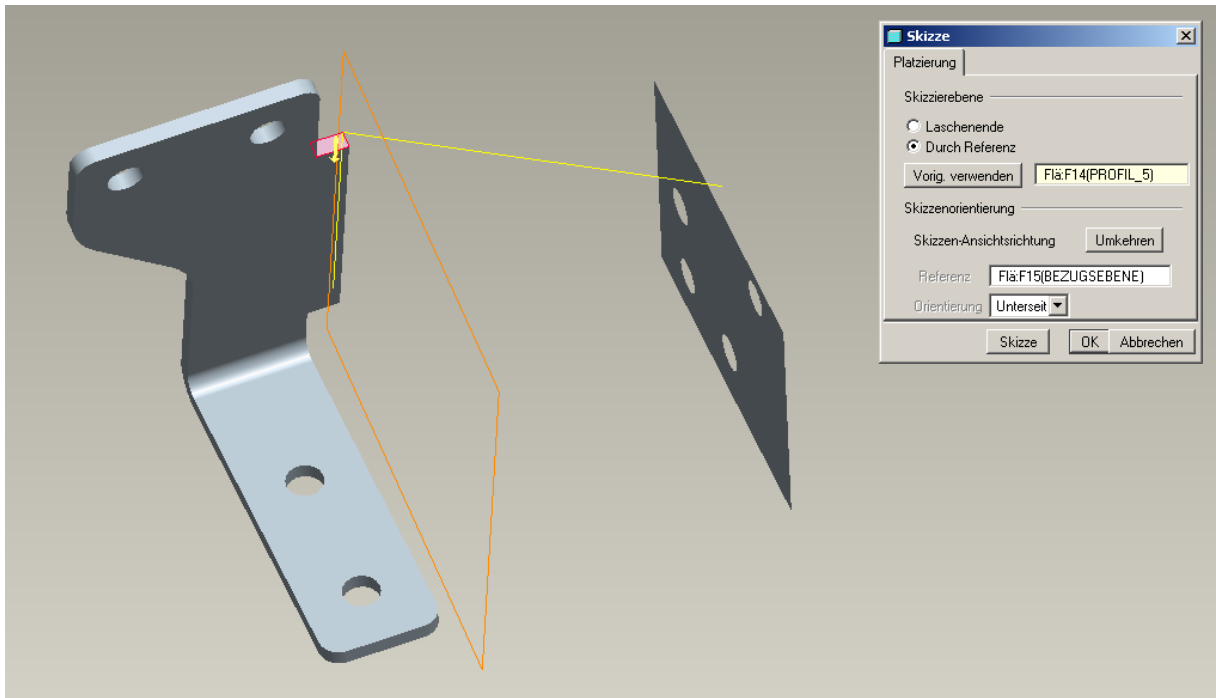 Skizze
Platzierung
Skizzierebene
Laschenende
Durch Referenz
Vorig. verwenden Flä:F14(PROFIL_5)
Skizzenorientierung
Skizzen-Ansichtsrichtung Umkehren
Referenz Flä:F15(BEZUGSEBENE)
Orientierung Unterseit
Skizze OK Abbrechen